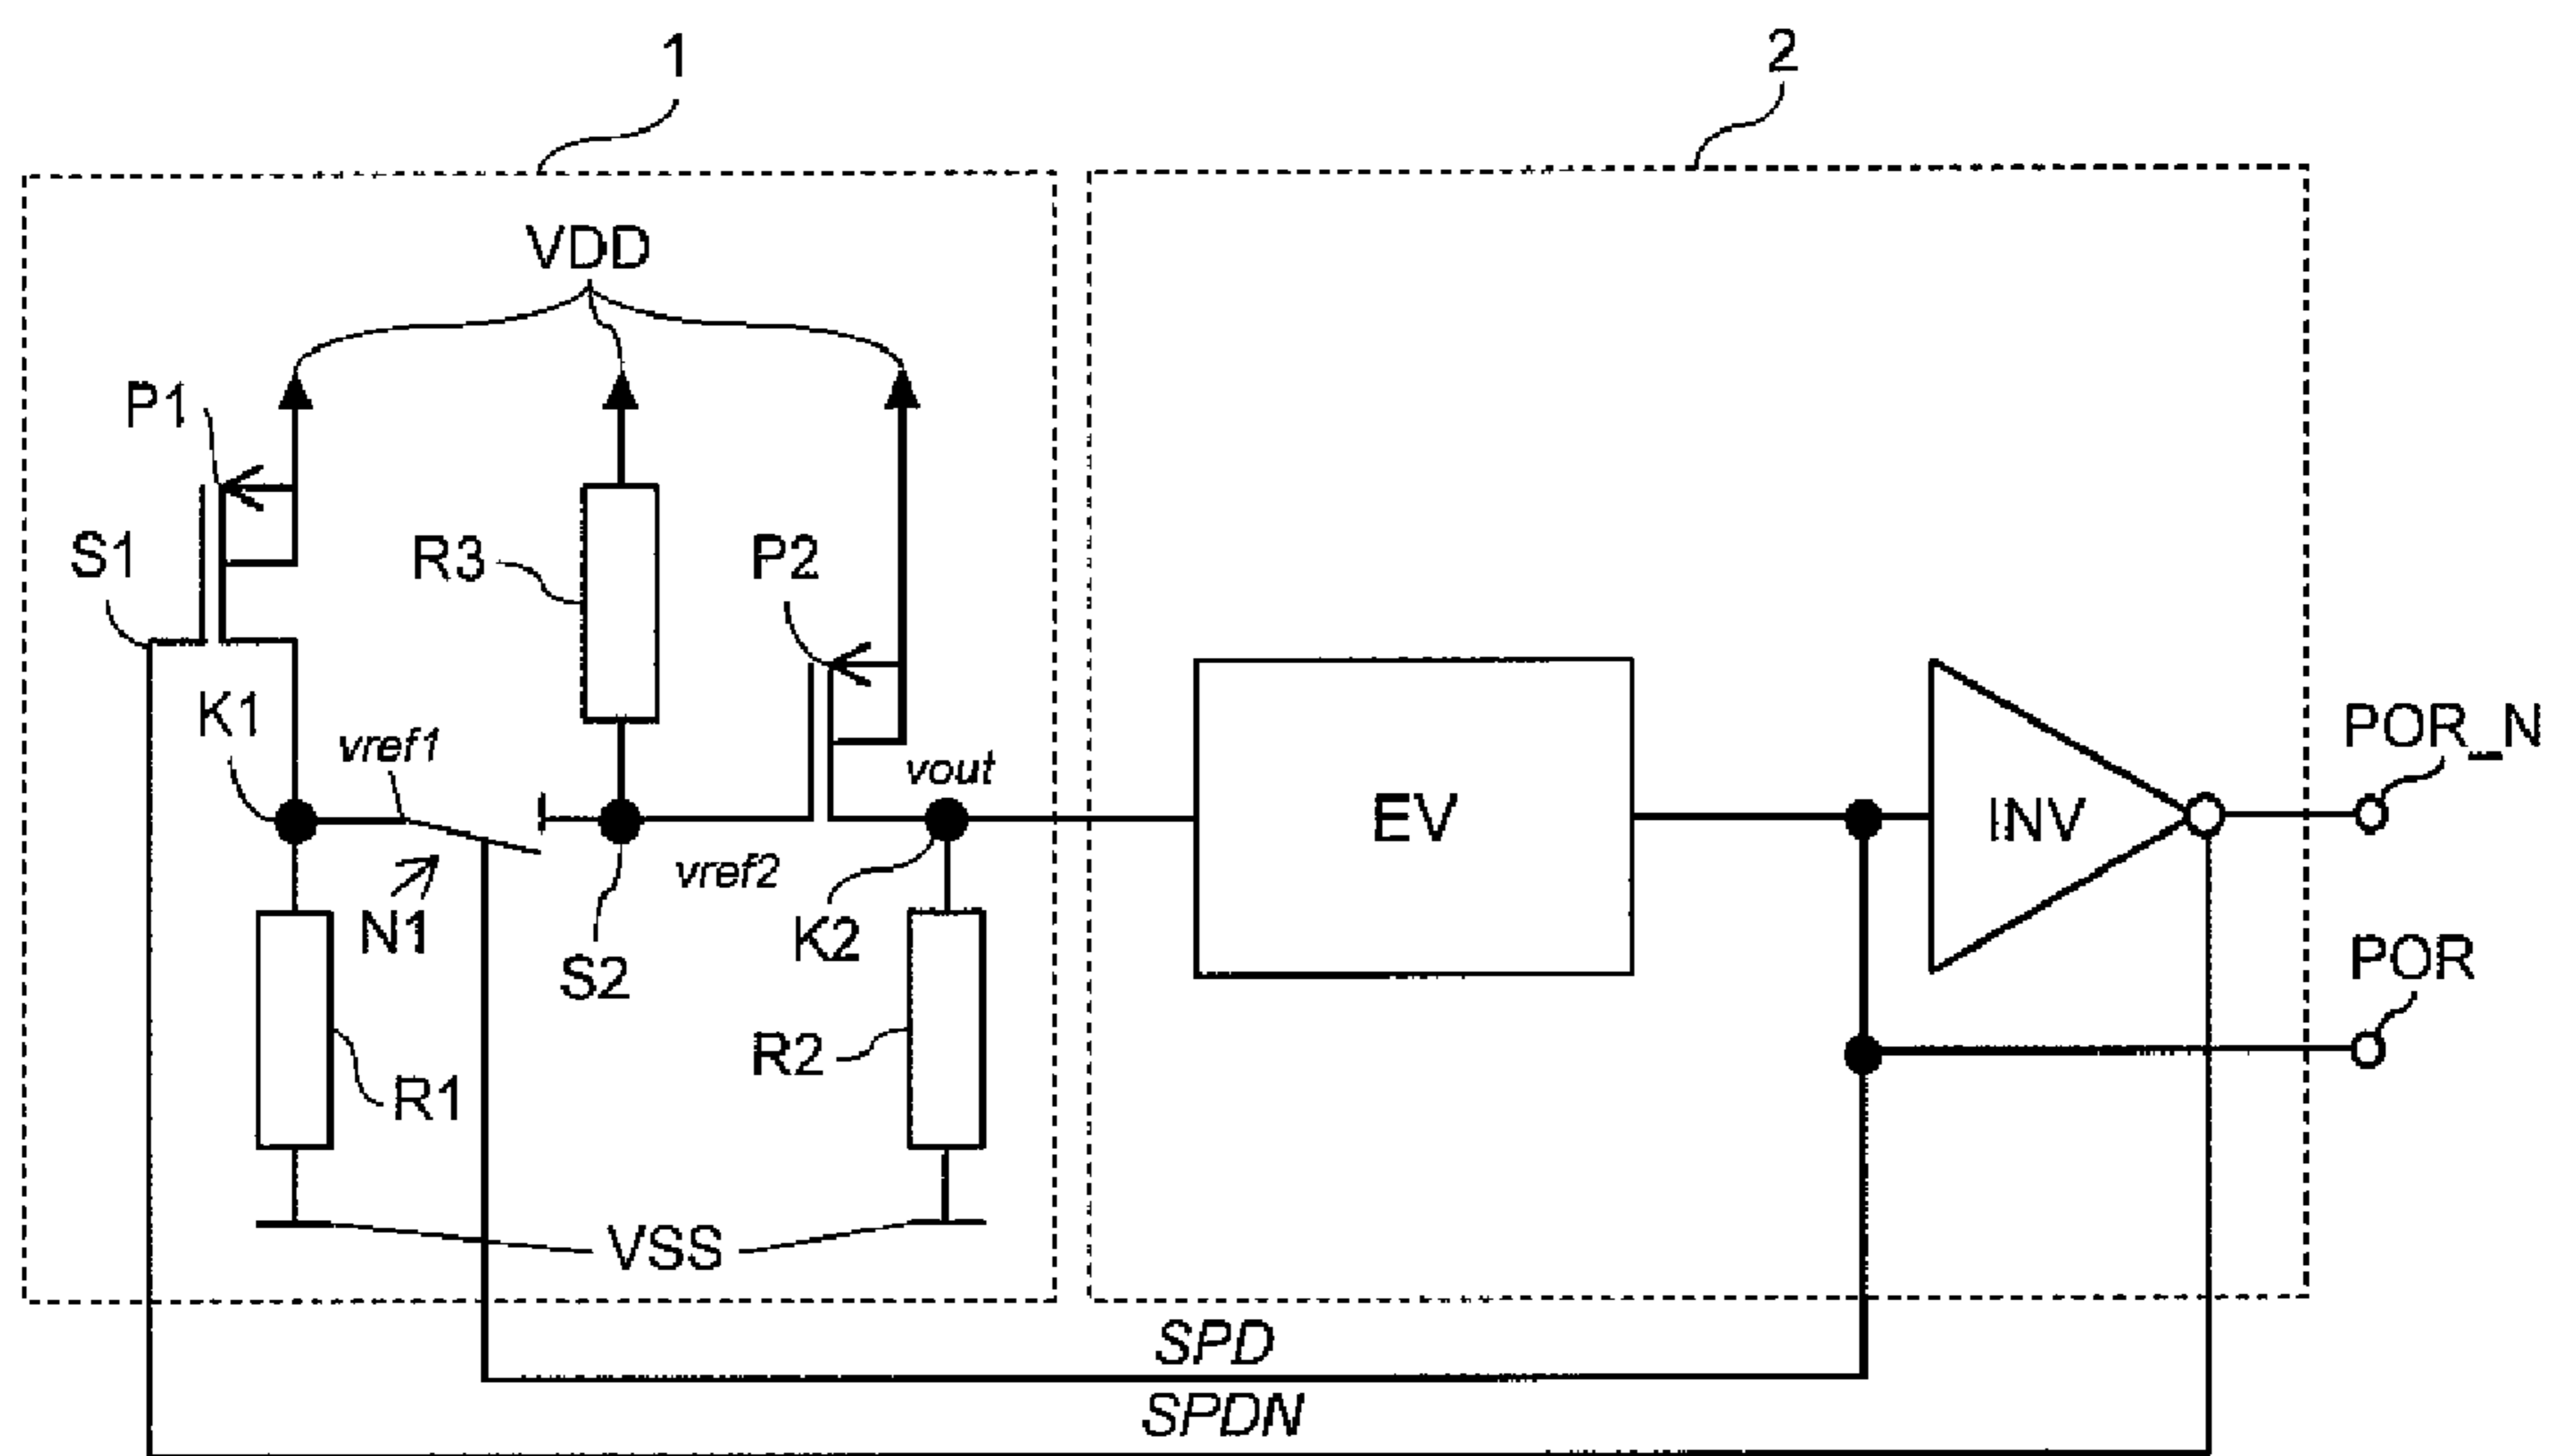 1
2
VDD
P1
S1
R3
P2
K1
vref1
vout
POR_N
EV
INV
vref2
N1
K2
S2
POR
R2
R1
VSS
SPD
SPDN